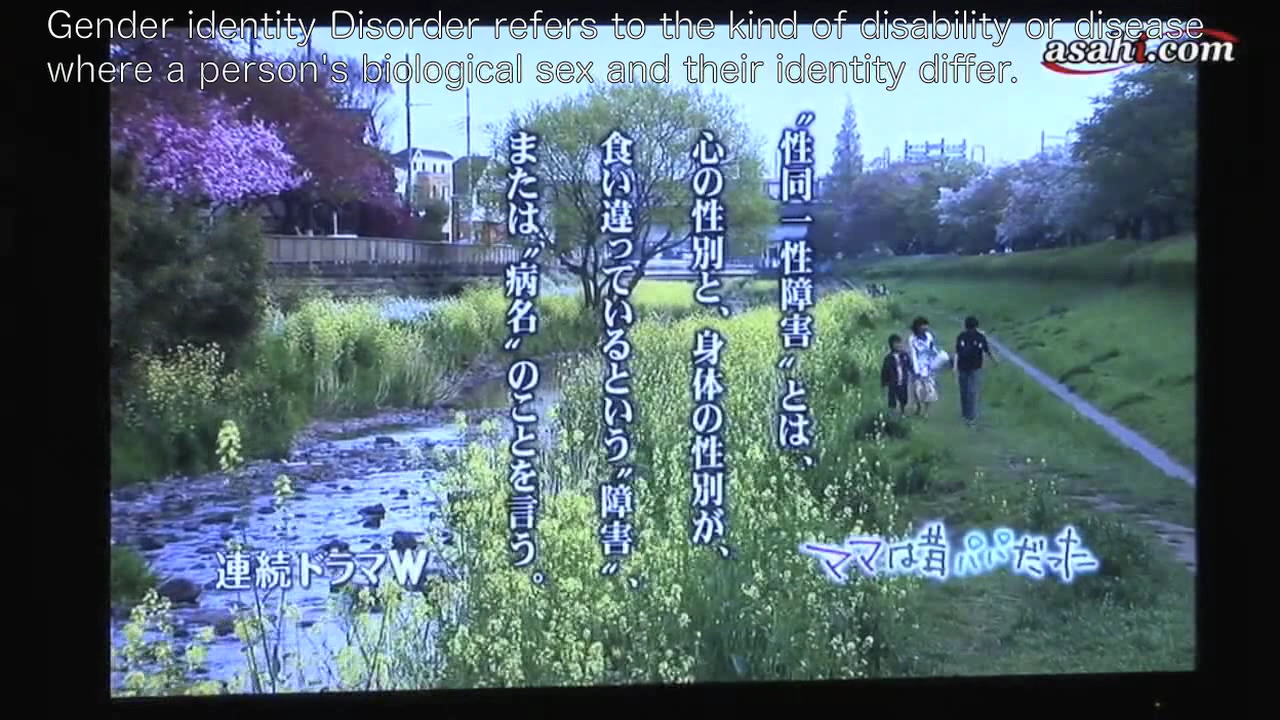 Gender identity Disorder refers to the kind of disability or disease
where a person's biological sex and their identity differ.
asahi.com
〝性同一性障害〟とは、
心の性別と、身体の性別が、
食い違っているという〝障害〟、
または、〝病名〟のことを言う。
連続ドラマW
ママは昔パパだった